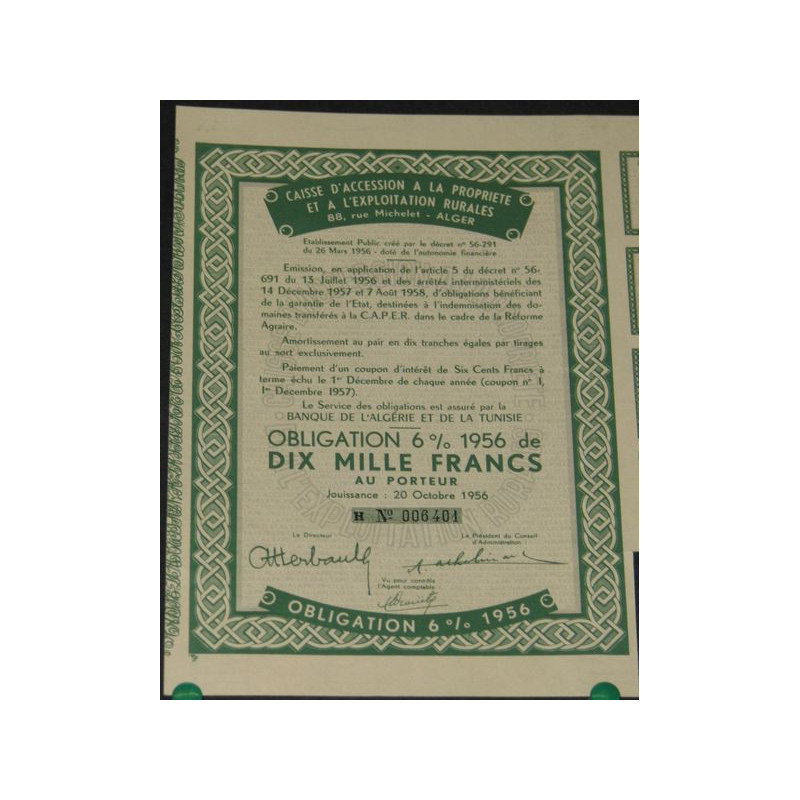 CAISSE D'ACCESSION A LA PROPRIETE
ET A L'EXPLOITATION RURALES
88, rue Michelet - ALGER
Etablissement Public créé par le décret nº 56-291
du 26 Mars 1956 - doté de l'autonomie financière
Emission, en application de l'article 5 du décret nº 56-
691 du 13 Juillet 1956 et des arrêtés interministériels des
14 Décembre 1957 et 7 Août 1958, d'obligations bénéficiant
de la garantie de l'Etat, destinées à l'indemnisation des do-
maines transférés à la C.A.P.E.R. dans le cadre de la Réforme
Agraire.
Amortissement au pair en dix tranches égales par tirages
au sort exclusivement.
Paiement d'un coupon d'intérêt de Six Cents Francs à
terme échu le 1er Décembre de chaque année (coupon nº 1,
1er Décembre 1957).
Le Service des obligations est assuré par la
BANQUE DE L'ALGÉRIE ET DE LA TUNISIE
OBLIGATION 6 % 1956 de
DIX MILLE FRANCS
AU PORTEUR
Jouissance : 20 Octobre 1956
H Nº 006401
Le Directeur
Le Président du Conseil
d'Administration :
Vu pour contrôle
l'Agent comptable :
OBLIGATION 6 % 1956